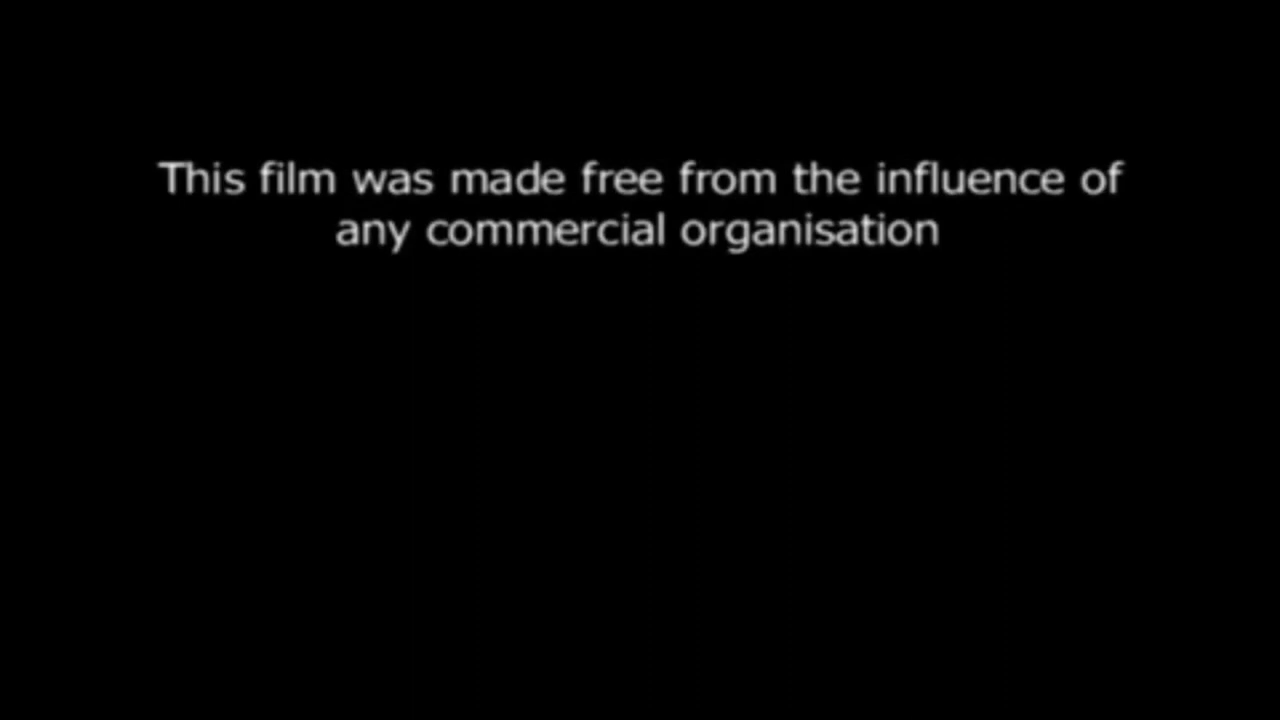 This film was made free from the influence of
any commercial organisation